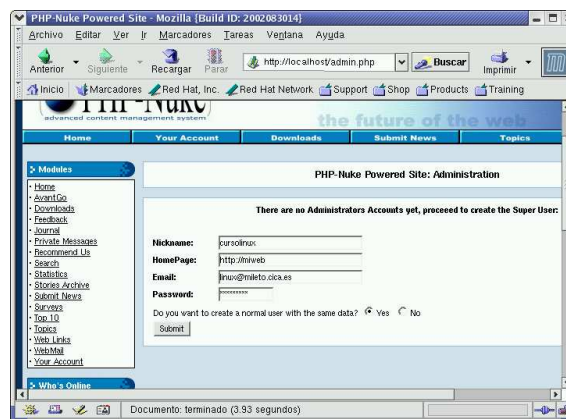 PHP-Nuke Powered Site - Mozilla {Build ID: 2002083014}
Archivo Editar Ver Ir Marcadores Tareas Ventana Ayuda
Anterior Siguiente Recargar Parar http://localhost/admin.php Buscar Imprimir
Inicio Marcadores Red Hat, Inc. Red Hat Network Support Shop Products Training
PHP-Nuke
advanced content management system
the future of the web
Home Your Account Downloads Submit News Topics
Modules
· Home
· AvantGo
· Downloads
· Feedback
· Journal
· Private Messages
· Recommend Us
· Search
· Statistics
· Stories Archive
· Submit News
· Surveys
· Top 10
· Topics
· Web Links
· WebMail
· Your Account
Who's Online
PHP-Nuke Powered Site: Administration
There are no Administrators Accounts yet, proceeed to create the Super User:
Nickname: cursolinux
HomePage: http://miweb
Email: linux@mileto.cica.es
Password: *********
Do you want to create a normal user with the same data? Yes No
Submit
Documento: terminado (3.93 segundos)